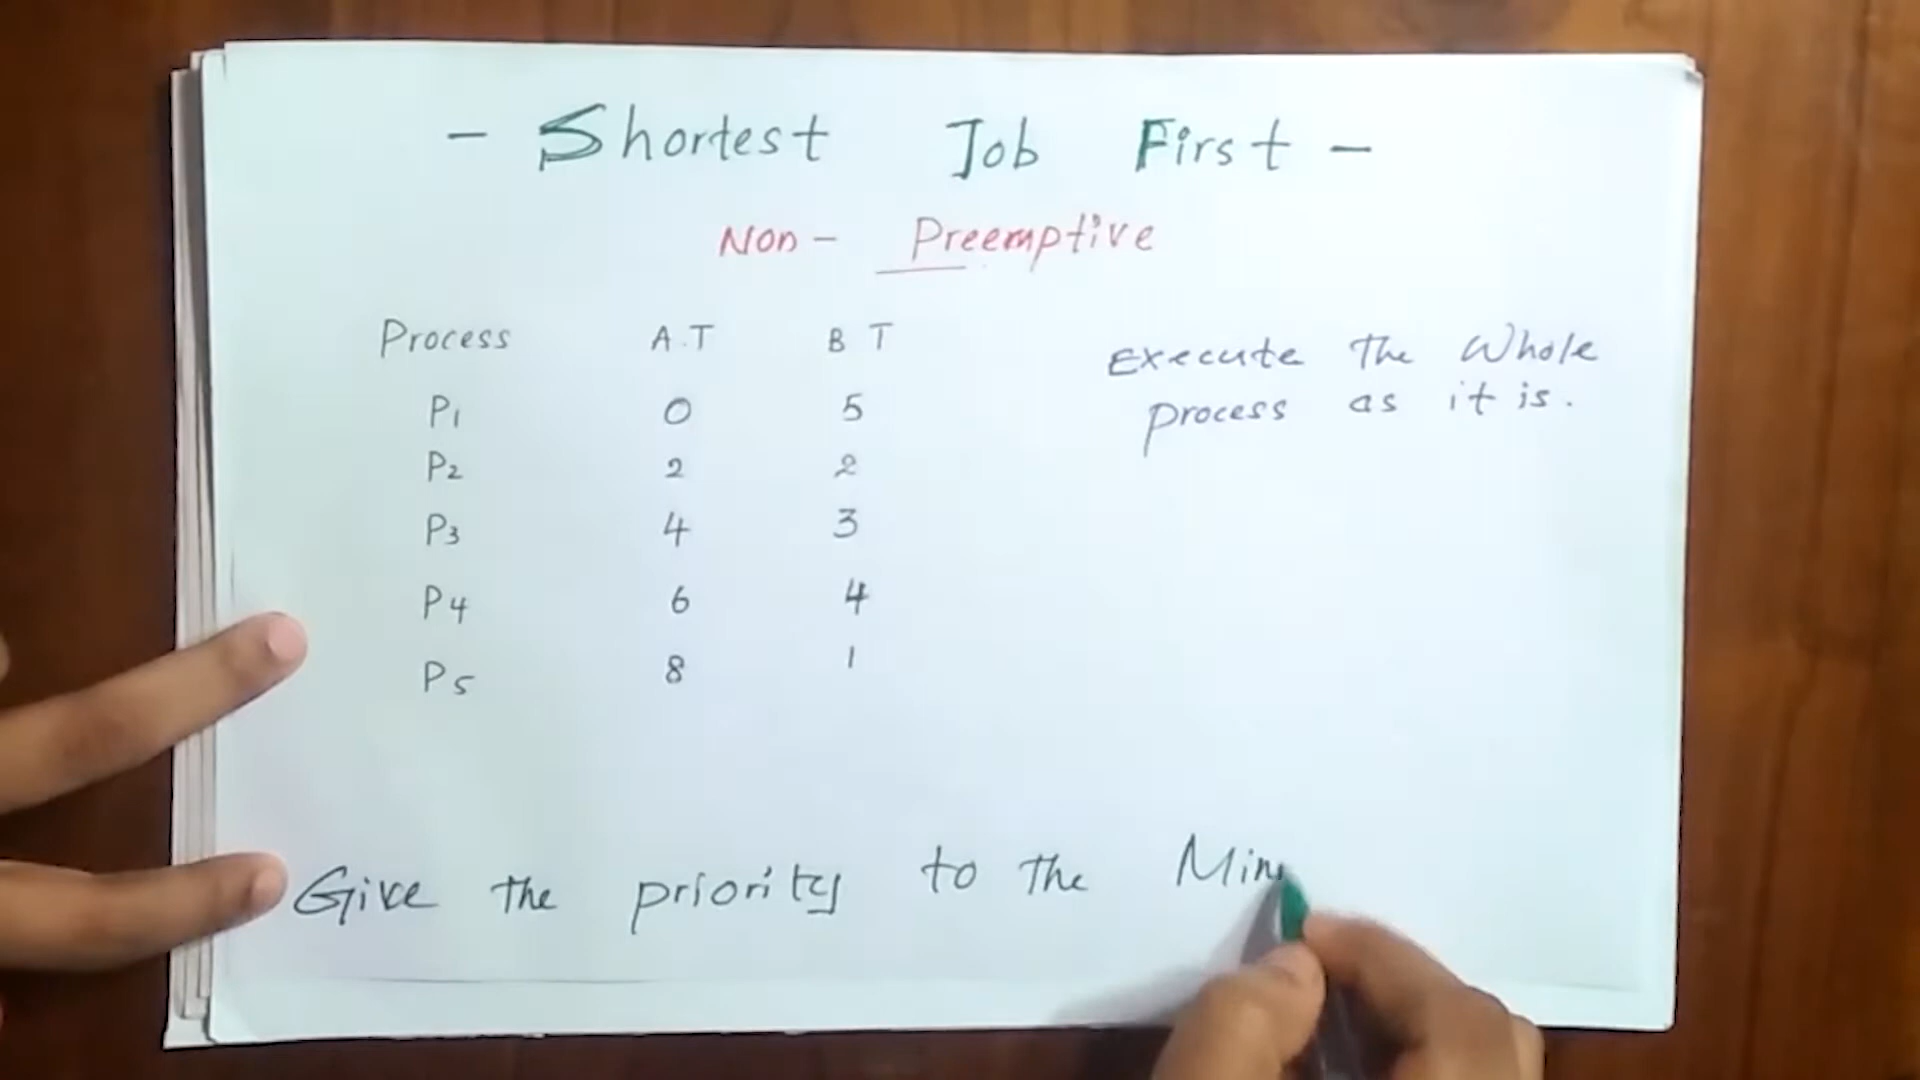 - Shortest Job First -
Non - Preemptive
Process A.T B T
P1 0 5
P2 2 2
P3 4 3
P4 6 4
P5 8 1
Execute The Whole
process as it is.
Give the priority to the Min